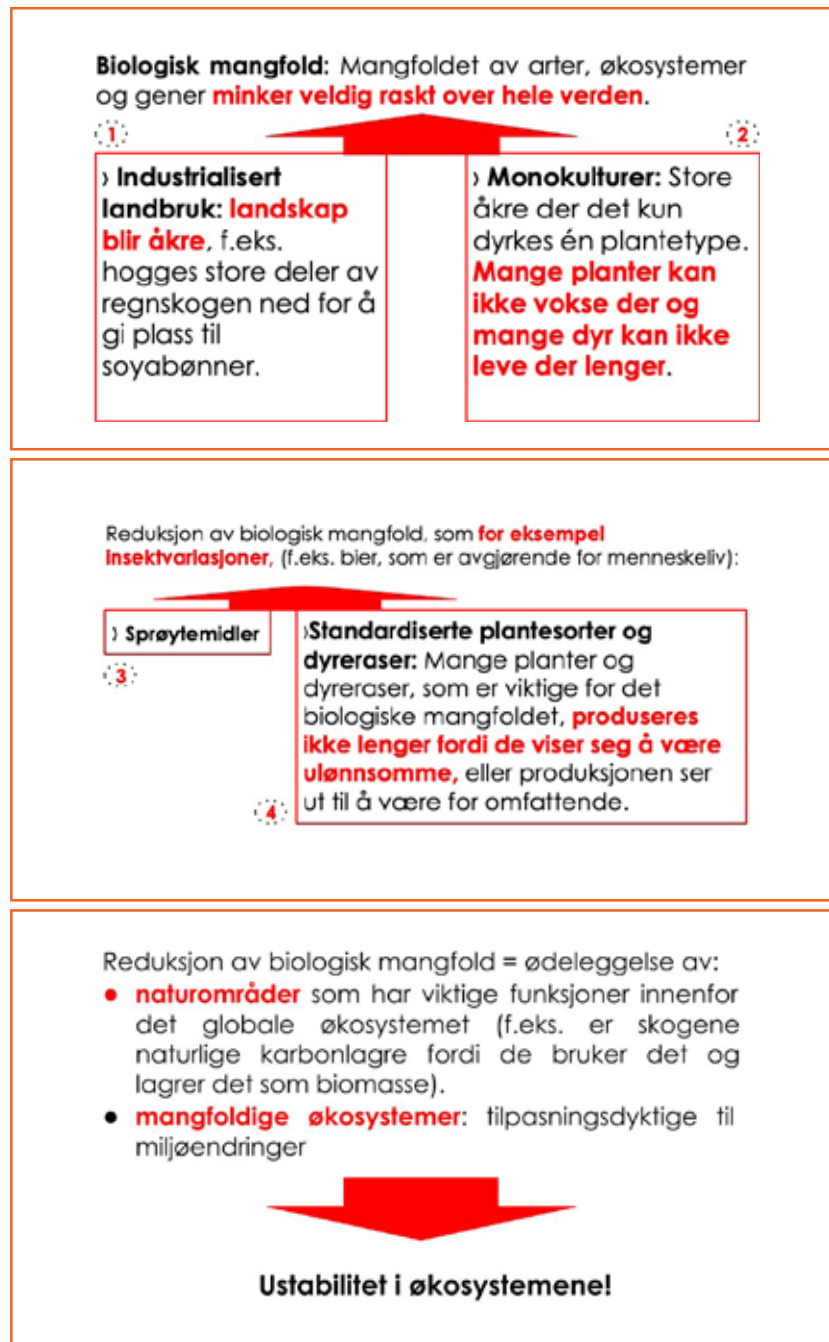 Biologisk mangfold: Mangfoldet av arter, økosystemer
og gener minker veldig raskt over hele verden.
1
› Industrialisert
landbruk: landskap
blir åkre, f.eks.
hogges store deler av
regnskogen ned for å
gi plass til
soyabønner.
2
› Monokulturer: Store
åkre der det kun
dyrkes én plantetype.
Mange planter kan
ikke vokse der og
mange dyr kan ikke
leve der lenger.
Reduksjon av biologisk mangfold, som for eksempel
insektvariasjoner, (f.eks. bier, som er avgjørende for menneskeliv):
› Sprøytemidler
3
›Standardiserte plantesorter og
dyreraser: Mange planter og
dyreraser, som er viktige for det
biologiske mangfoldet, produseres
ikke lenger fordi de viser seg å være
ulønnsomme, eller produksjonen ser
ut til å være for omfattende.
4
Reduksjon av biologisk mangfold = ødeleggelse av:
● naturområder som har viktige funksjoner innenfor
det globale økosystemet (f.eks. er skogene
naturlige karbonlagre fordi de bruker det og
lagrer det som biomasse).
● mangfoldige økosystemer: tilpasningsdyktige til
miljøendringer
Ustabilitet i økosystemene!